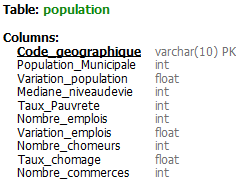 Table: population
Columns:
Code_geographique varchar(10) PK
Population_Municipale int
Variation_population float
Mediane_niveaudevie int
Taux_Pauvrete int
Nombre_emplois int
Variation_emplois float
Nombre_chomeurs int
Taux_chomage float
Nombre_commerces int